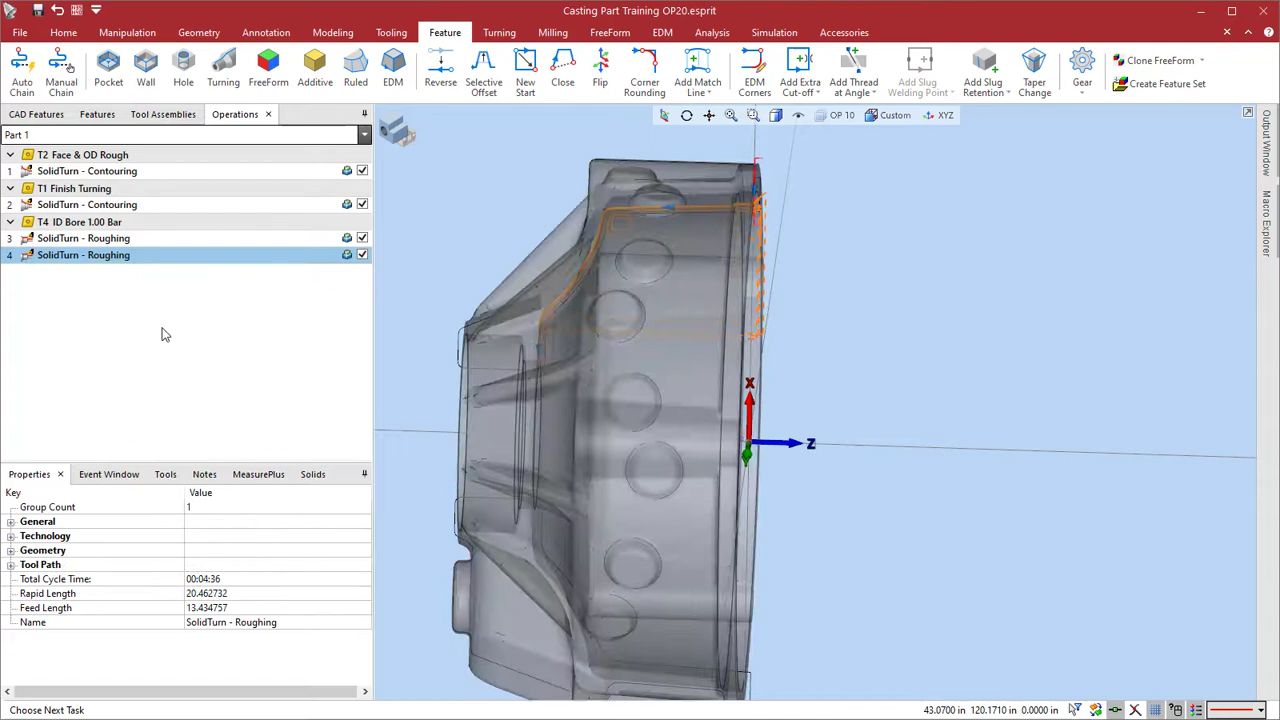 Casting Part Training OP20.esprit
File Home Manipulation Geometry Annotation Modeling Tooling Feature Turning Milling FreeForm EDM Analysis Simulation Accessories
Auto Chain Manual Chain Pocket Wall Hole Turning FreeForm Additive Ruled EDM Reverse Selective Offset New Start Close Flip Corner Rounding Add Match Line EDM Corners Add Extra Cut-off Add Thread at Angle Add Slug Welding Point Add Slug Retention Taper Change Gear Clone FreeForm
Create Feature Set
CAD Features Features Tool Assemblies Operations
OP 10 Custom XYZ
Part 1
T2 Face & OD Rough
1 SolidTurn - Contouring
T1 Finish Turning
2 SolidTurn - Contouring
T4 ID Bore 1.00 Bar
3 SolidTurn - Roughing
4 SolidTurn - Roughing
Output Window
Macros Explorer
X
Z
Properties Event Window Notes Tools MeasurePlus Solids
Key Value
Group Count 1
General
Technology
Geometry
Tool Path
Total Cycle Time: 00:04:36
Rapid Length 20.462732
Feed Length 13.434757
Name SolidTurn - Roughing
Choose Next Task
43.0700 in 120.1710 in 0.0000 in